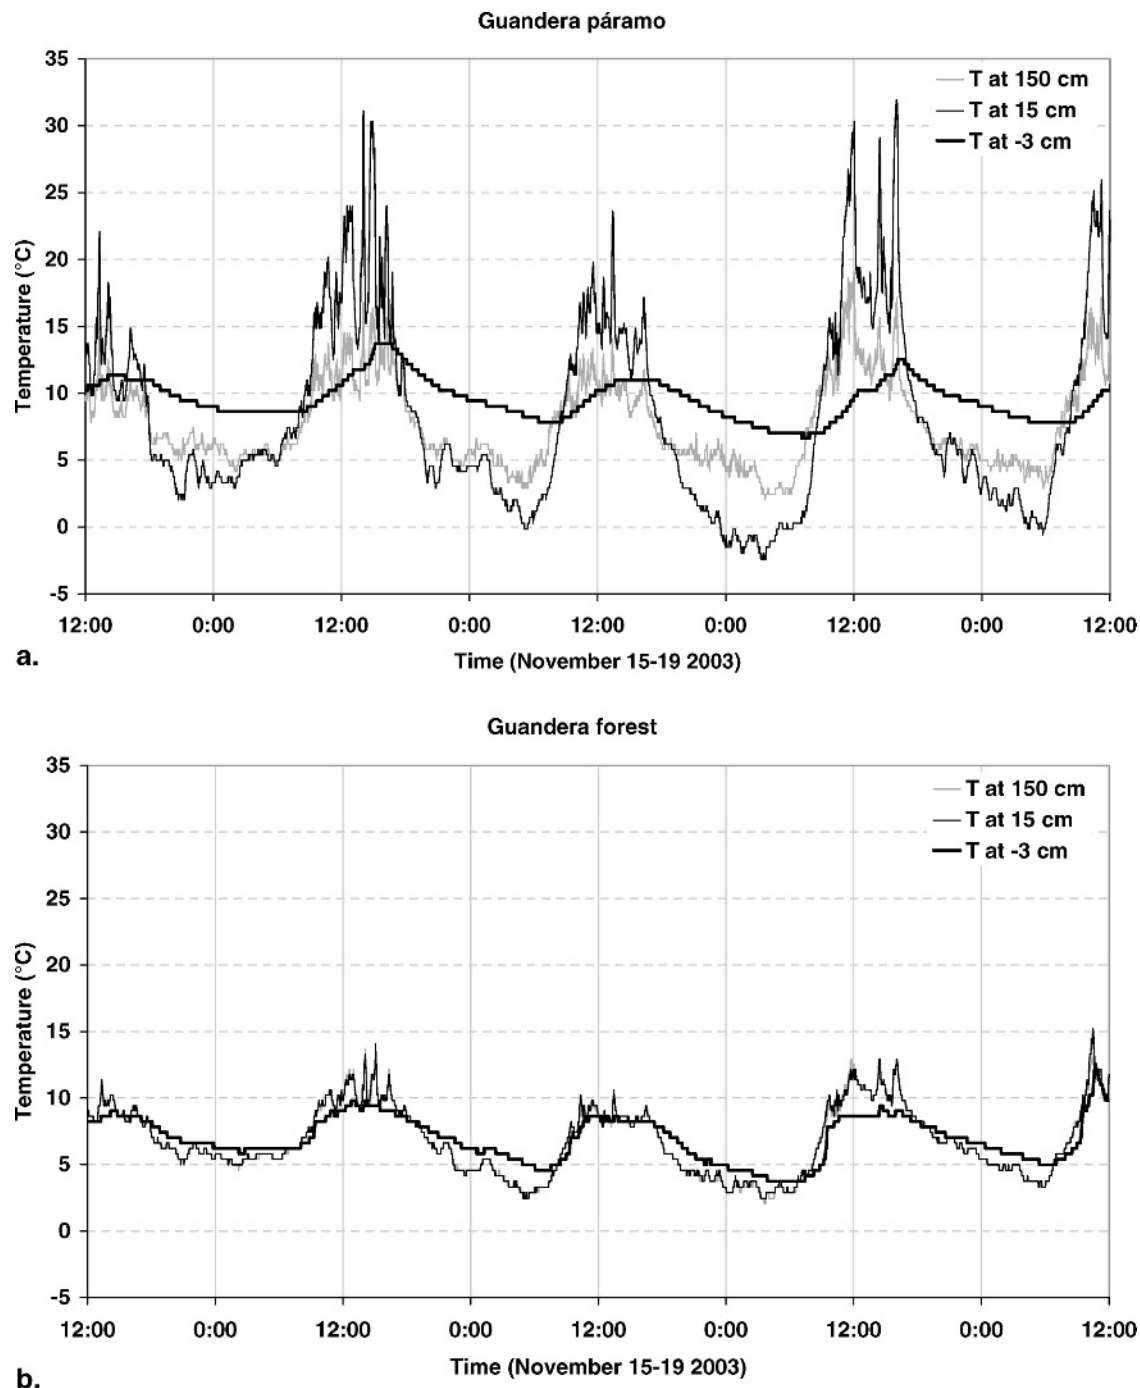 Guandera páramo
35
30
25
20
15
10
5
0
-5
Temperature (°C)
T at 150 cm
T at 15 cm
T at -3 cm
12:00 0:00 12:00 0:00 12:00 0:00 12:00 0:00 12:00
a.
Time (November 15-19 2003)
Guandera forest
35
30
25
20
15
10
5
0
-5
Temperature (°C)
T at 150 cm
T at 15 cm
T at -3 cm
12:00 0:00 12:00 0:00 12:00 0:00 12:00 0:00 12:00
Time (November 15-19 2003)
b.